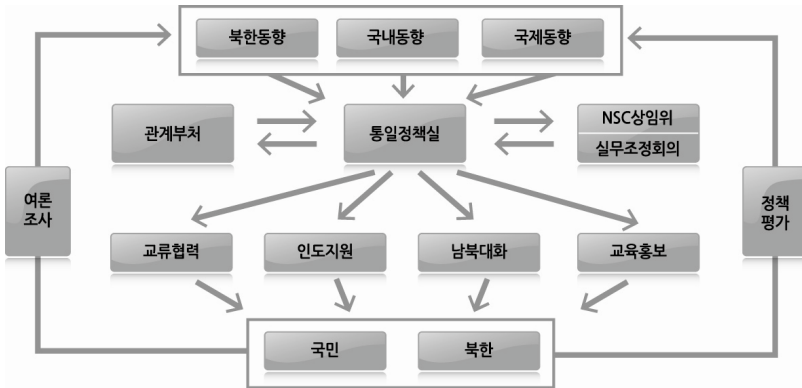 북한동향
국내동향
국제동향
관계부처
통일정책실
NSC상임위
실무조정회의
여론
조사
정책
평가
교류협력
인도지원
남북대화
교육홍보
국민
북한